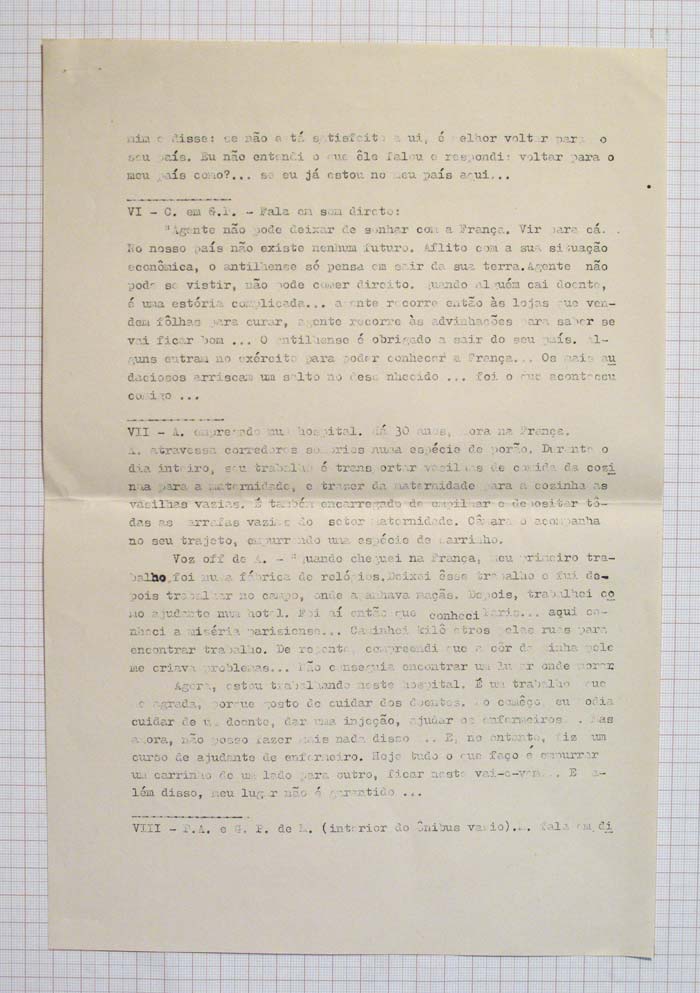 mim e disse: se não está satisfeito aqui, é melhor voltar para o
seu país. Eu não entendi o que êle falou e respondi: voltar para o
meu país como?... se eu já estou no meu país aqui...
VI - C. em G.P. - Fala em som direto:
"Agente não pode deixar de sonhar com a França. Vir para cá. .
No nosso país não existe nenhum futuro. Aflito com a sua situação
econômica, o antilhense só pensa em sair da sua terra.Agente não
pode se vistir, não pode comer direito. Quando alguém cai doente,
é uma estória complicada... agente recorre então às lojas que ven-
dem fôlhas para curar, agente recorre às advinhações para saber se
vai ficar bom ... O antilhense é obrigado a sair do seu país. Al-
guns entram no exército para poder conhecer a França... Os mais au
daciosos arriscam um salto no desconhecido ... foi o que aconteceu
comigo ...
VII - A. empregado num hospital. Há 30 anos, mora na França.
A. atravessa corredores sombrios numa espécie de porão. Durante o
dia inteiro, seu trabalho é transportar vasilhas de comida da cozi
nha para a maternidade, e trazer da maternidade para a cozinha as
vasilhas vazias. É também encarregado de empilhar e depositar tô-
das as garrafas vazias do setor maternidade. Câmara o acompanha
no seu trajeto, empurrando uma espécie de carrinho.
Voz off de A. - "Quando cheguei na França, meu primeiro tra-
balho,foi numa fábrica de relógios.Deixei êsse trabalho e fui de-
pois trabalhar no campo, onde apanhava maçãs. Depois, trabalhei co
mo ajudante num hotel. Foi aí então que conheci Paris... aqui co-
nheci a miséria parisiense... Caminhei kilômetros pelas ruas para
encontrar trabalho. De repente, compreendi que a côr da minha pele
me criava problemas... Não conseguia encontrar um lugar onde morar.
Agora, estou trabalhando neste hospital. É um trabalho que
me agrada, porque gosto de cuidar dos doentes. No comêço, eu podia
cuidar de um doente, dar uma injeção, ajudar os enfermeiros.. Mas
agora, não posso fazer mais nada disso ... E, no entanto, fiz um
curso de ajudante de enfermeiro. Hoje tudo o que faço é empurrar
um carrinho de um lado para outro, ficar neste vai-e-vem... E a-
lém disso, meu lugar não é garantido ...
VIII - P.A. e G. P. de M. (interior do ônibus vazio)... fala em di